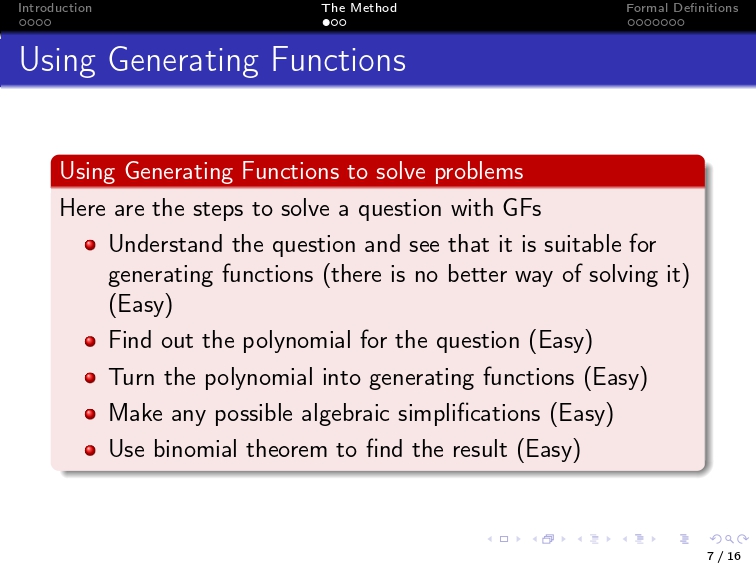 Introduction
The Method
Formal Definitions
Using Generating Functions
Using Generating Functions to solve problems
Here are the steps to solve a question with GFs
Understand the question and see that it is suitable for
generating functions (there is no better way of solving it)
(Easy)
Find out the polynomial for the question (Easy)
Turn the polynomial into generating functions (Easy)
Make any possible algebraic simplifications (Easy)
Use binomial theorem to find the result (Easy)
7 / 16